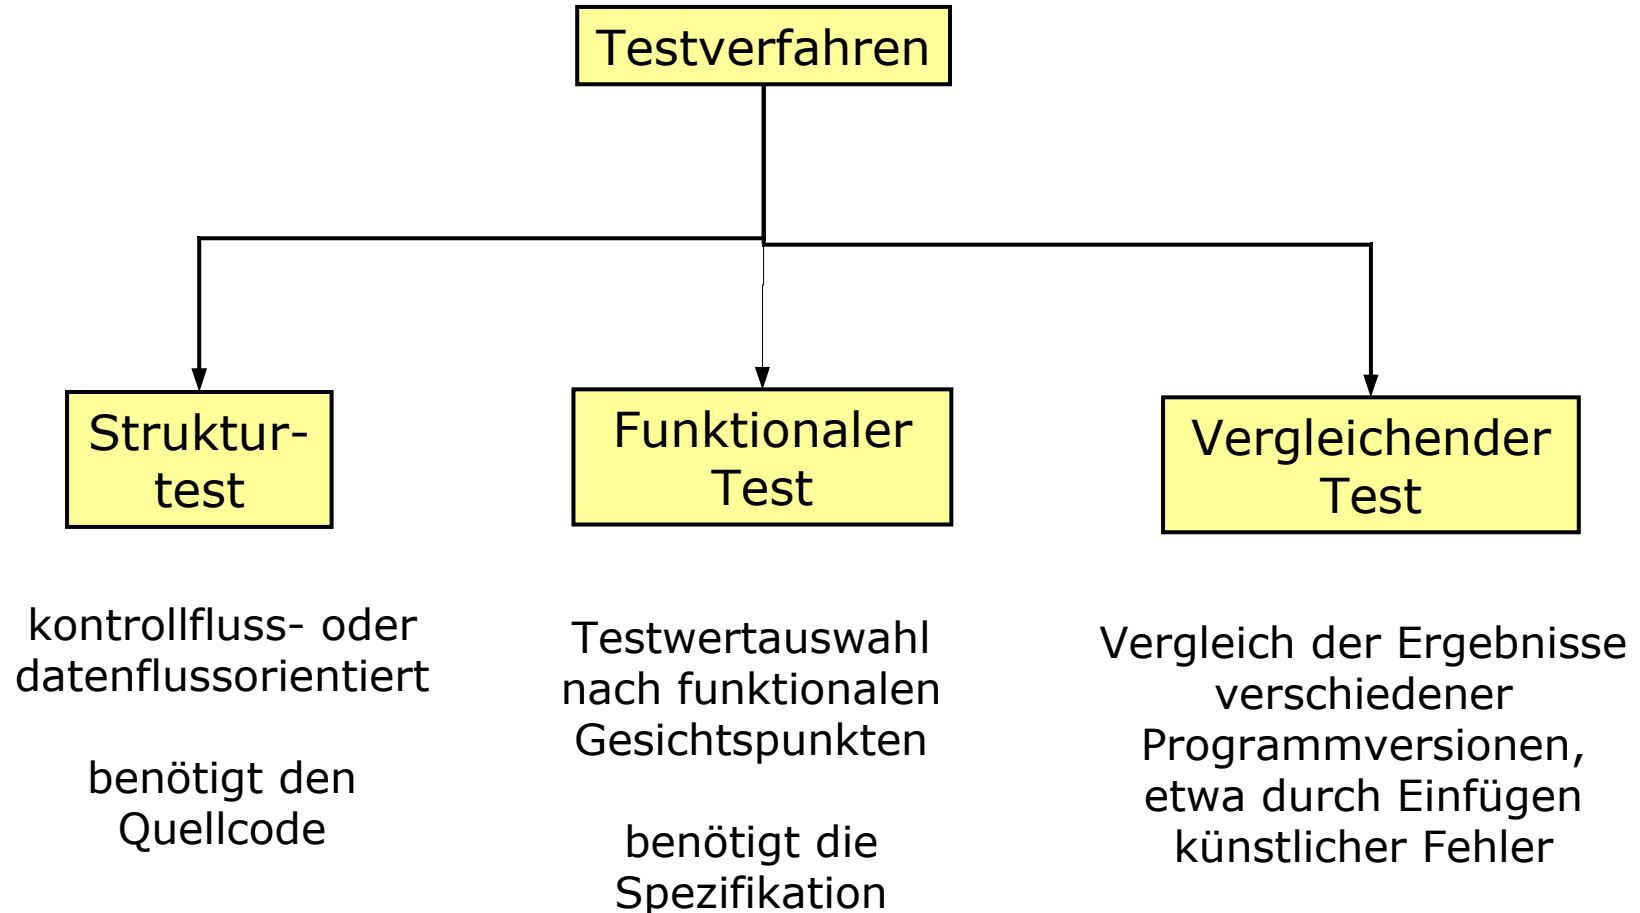 Testverfahren
Struktur-
test
Funktionaler
Test
Vergleichender
Test
kontrollfluss- oder
datenflussorientiert
benötigt den
Quellcode
Testwertauswahl
nach funktionalen
Gesichtspunkten
benötigt die
Spezifikation
Vergleich der Ergebnisse
verschiedener
Programmversionen,
etwa durch Einfügen
künstlicher Fehler